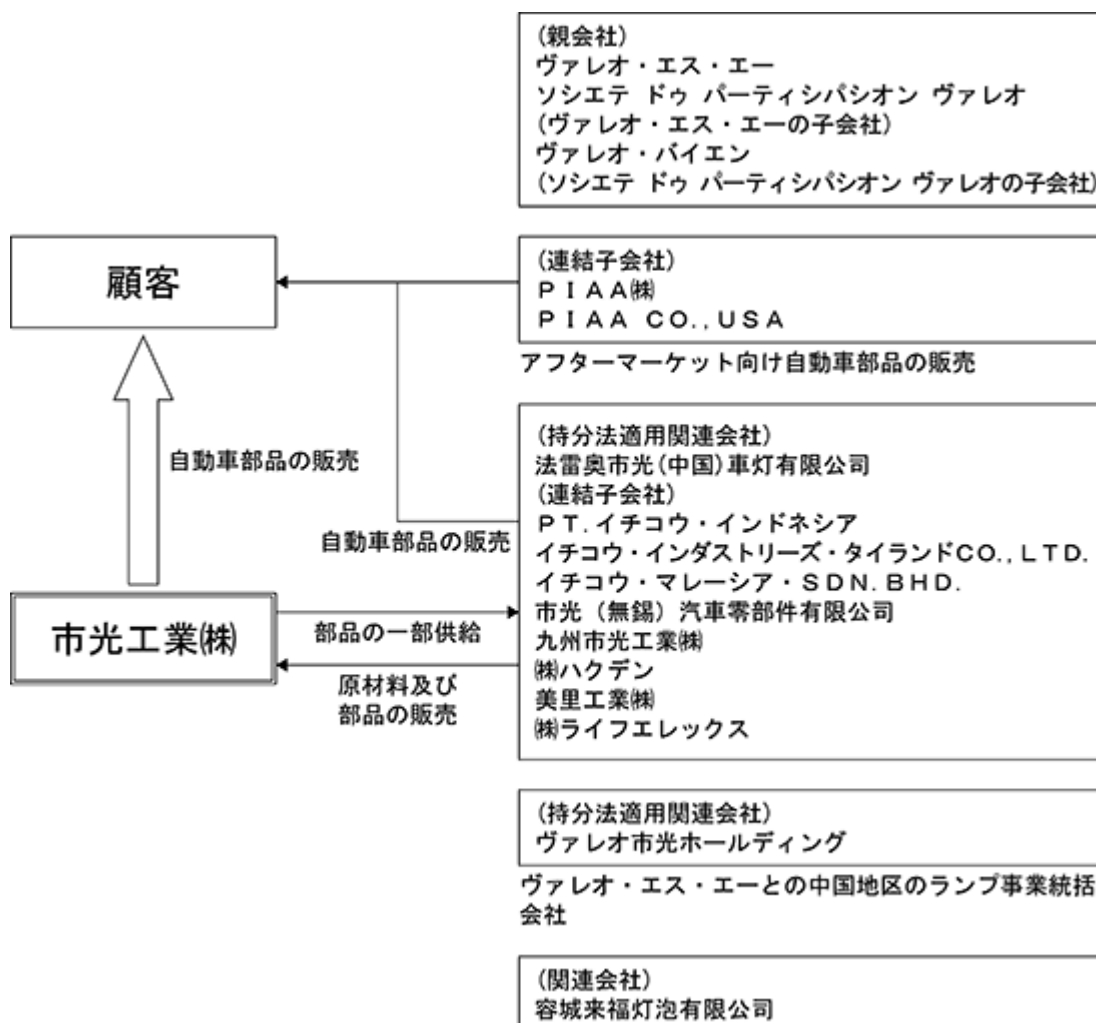 (親会社)
ヴァレオ・エス・エー
ソシエテ ドゥ パーティシパシオン ヴァレオ
(ヴァレオ・エス・エーの子会社)
ヴァレオ・バイエン
(ソシエテ ドゥ パーティシパシオン ヴァレオの子会社)
顧客
(連結子会社)
ＰＩＡＡ㈱
ＰＩＡＡ ＣＯ.,ＵＳＡ
アフターマーケット向け自動車部品の販売
自動車部品の販売
(持分法適用関連会社)
法雷奥市光(中国)車灯有限公司
(連結子会社)
ＰＴ.イチコウ・インドネシア
イチコウ・インダストリーズ・タイランドCO.,ＬＴＤ.
イチコウ・マレーシア・ＳＤＮ.ＢＨＤ.
市光（無錫）汽車零部件有限公司
九州市光工業㈱
㈱ハクデン
美里工業㈱
㈱ライフエレックス
自動車部品の販売
市光工業㈱
部品の一部供給
原材料及び
部品の販売
(持分法適用関連会社)
ヴァレオ市光ホールディング
ヴァレオ・エス・エーとの中国地区のランプ事業統括
会社
(関連会社)
容城来福灯泡有限公司